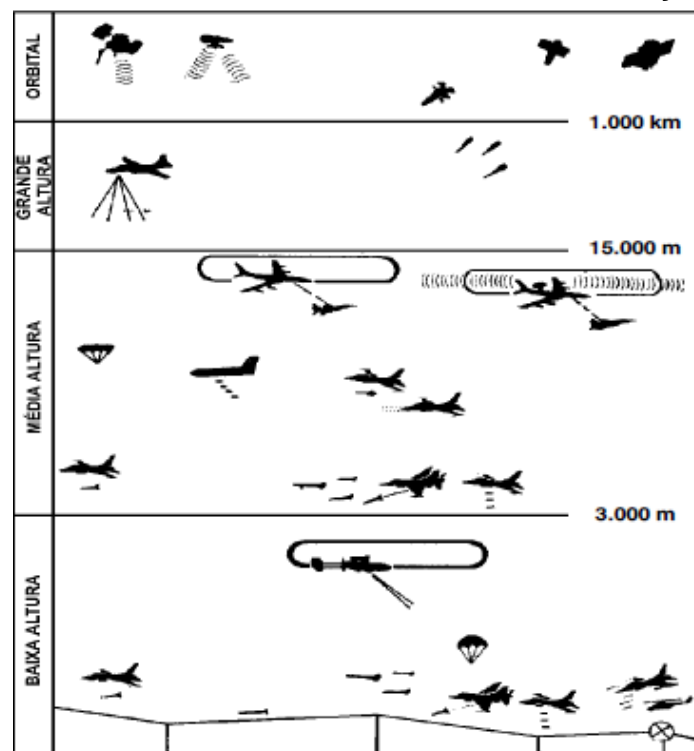 ORBITAL
1.000 km
GRANDE
ALTURA
15.000 m
MÉDIA ALTURA
3.000 m
BAIXA ALTURA